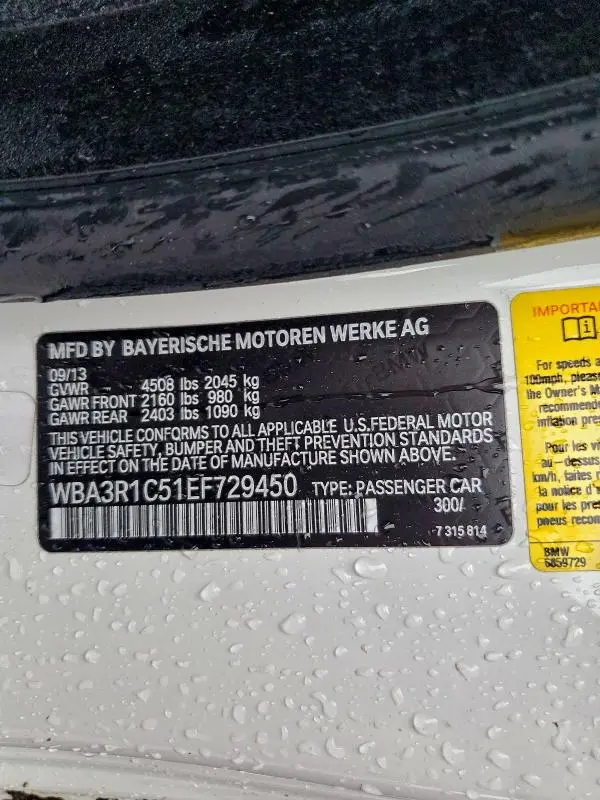 MFD BY BAYERISCHE MOTOREN WERKE AG
09/13
GVWR 4508 lbs 2045 kg
GAWR FRONT 2160 lbs 980 kg
GAWR REAR 2403 lbs 1090 kg
THIS VEHICLE CONFORMS TO ALL APPLICABLE U.S.FEDERAL MOTOR
VEHICLE SAFETY, BUMPER AND THEFT PREVENTION STANDARDS
IN EFFECT ON THE DATE OF MANUFACTURE SHOWN ABOVE.
WBA3R1C51EF729450 TYPE: PASSENGER CAR
300/
7 315 814
IMPORTA
For speeds a
100mph, please
the Owner's M
recommende
inflation pres
Pour les vi
au-dessus
km/h, faites r
la notice d'u
pour les pres
pneus recom
BMW
6859729